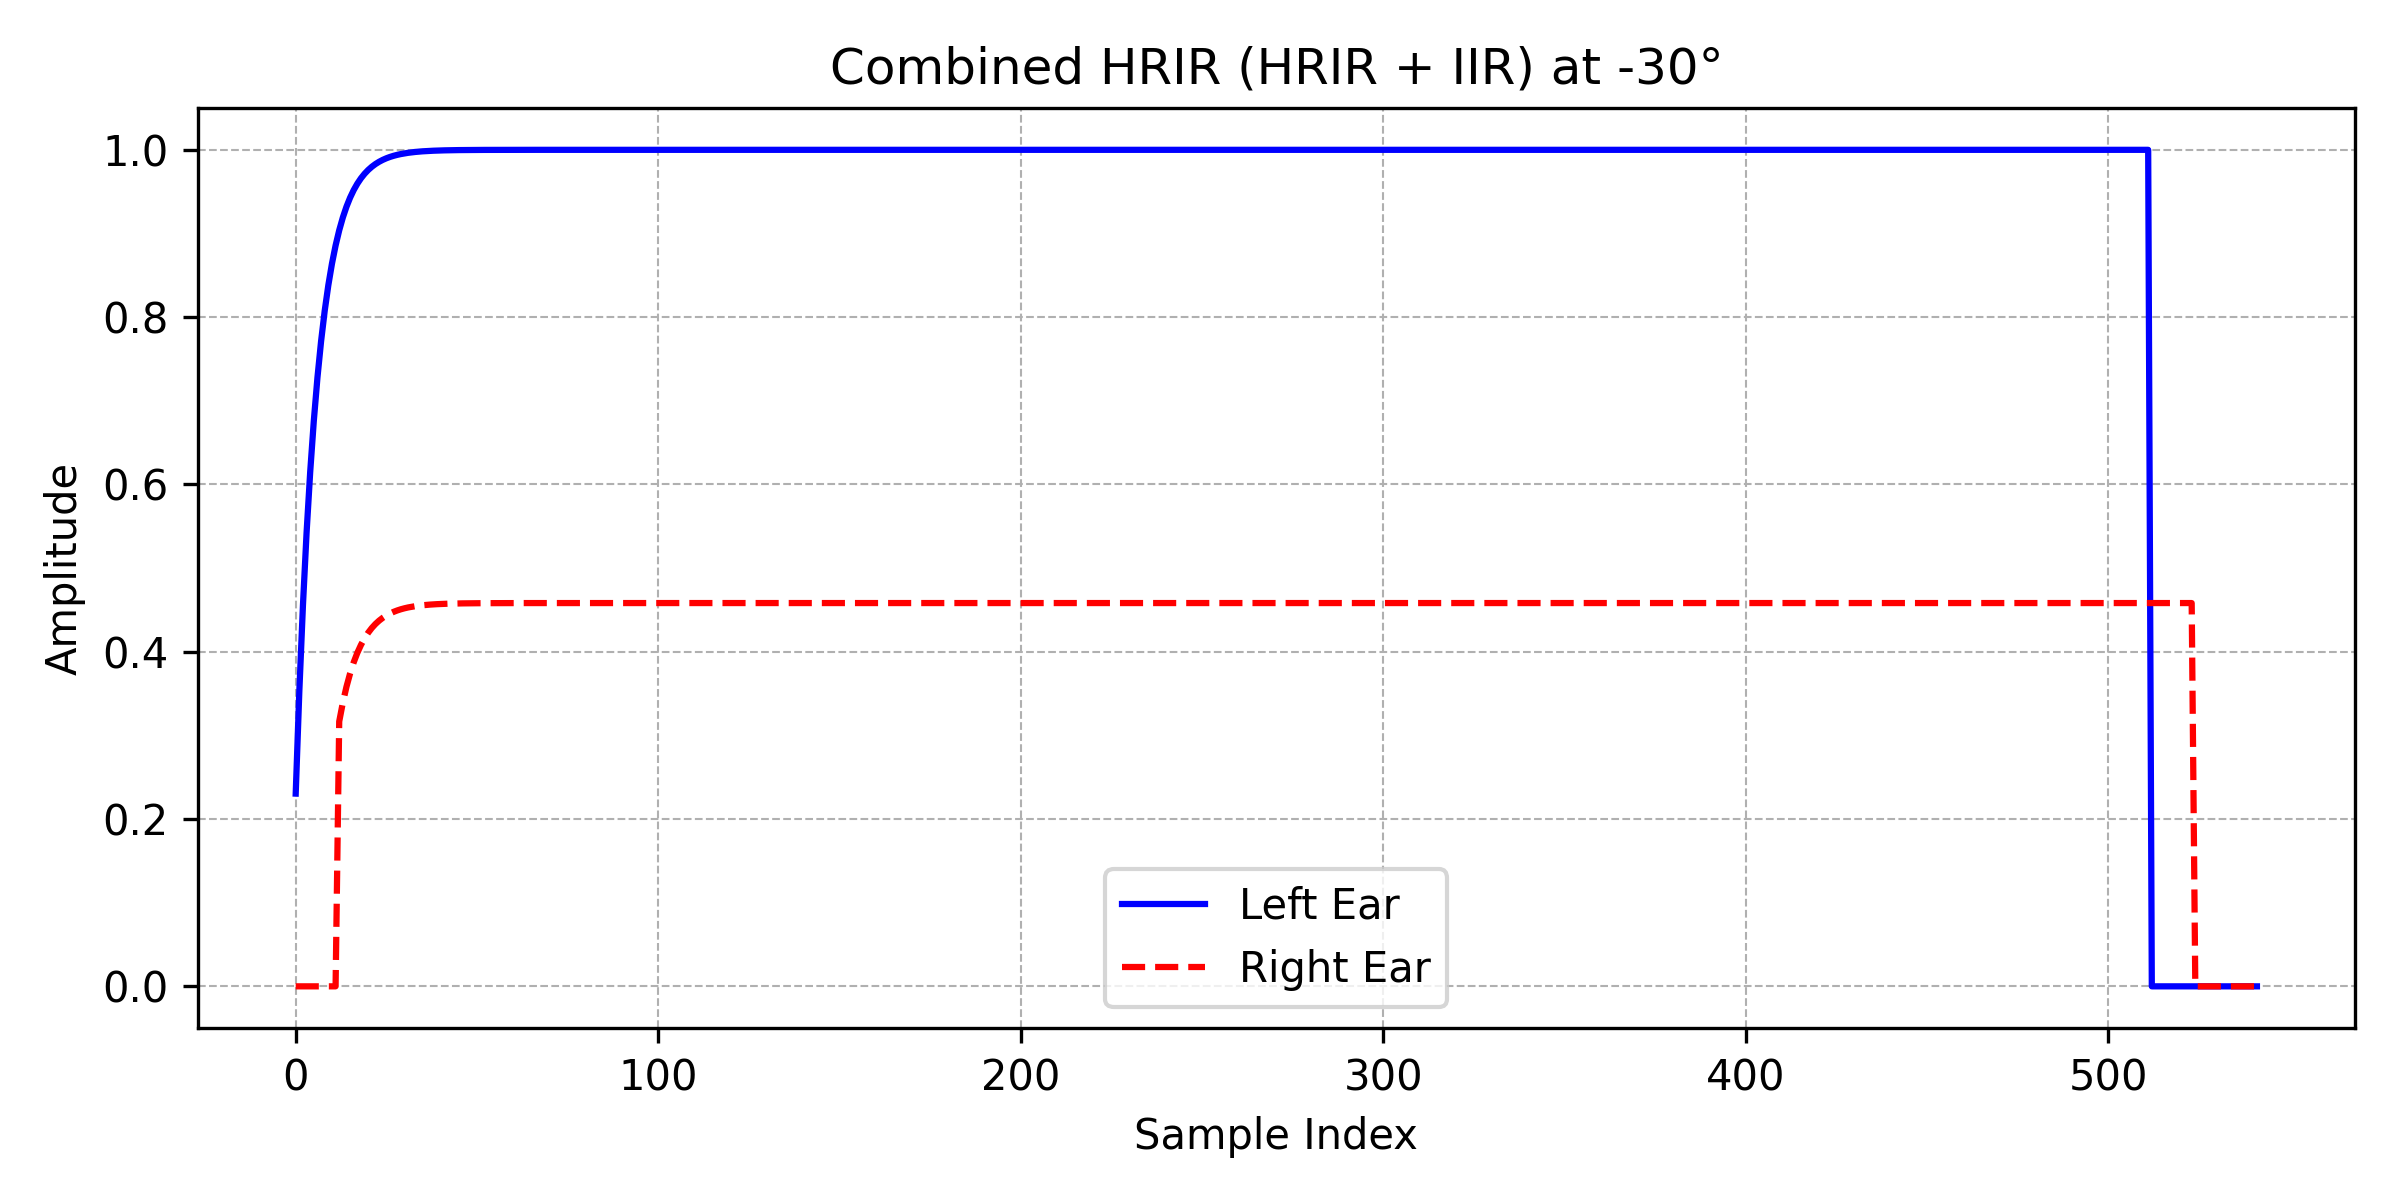 Combined HRIR (HRIR + IIR) at -30°
Amplitude
1.0
0.8
0.6
0.4
0.2
0.0
Left Ear
Right Ear
0 100 200 300 400 500
Sample Index